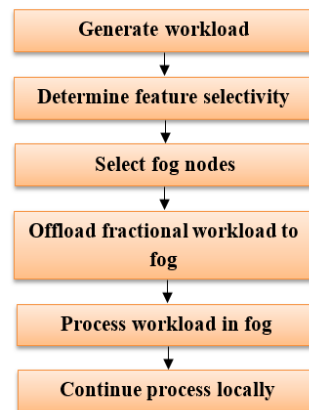 Generate workload
Determine feature selectivity
Select fog nodes
Offload fractional workload to
fog
Process workload in fog
Continue process locally